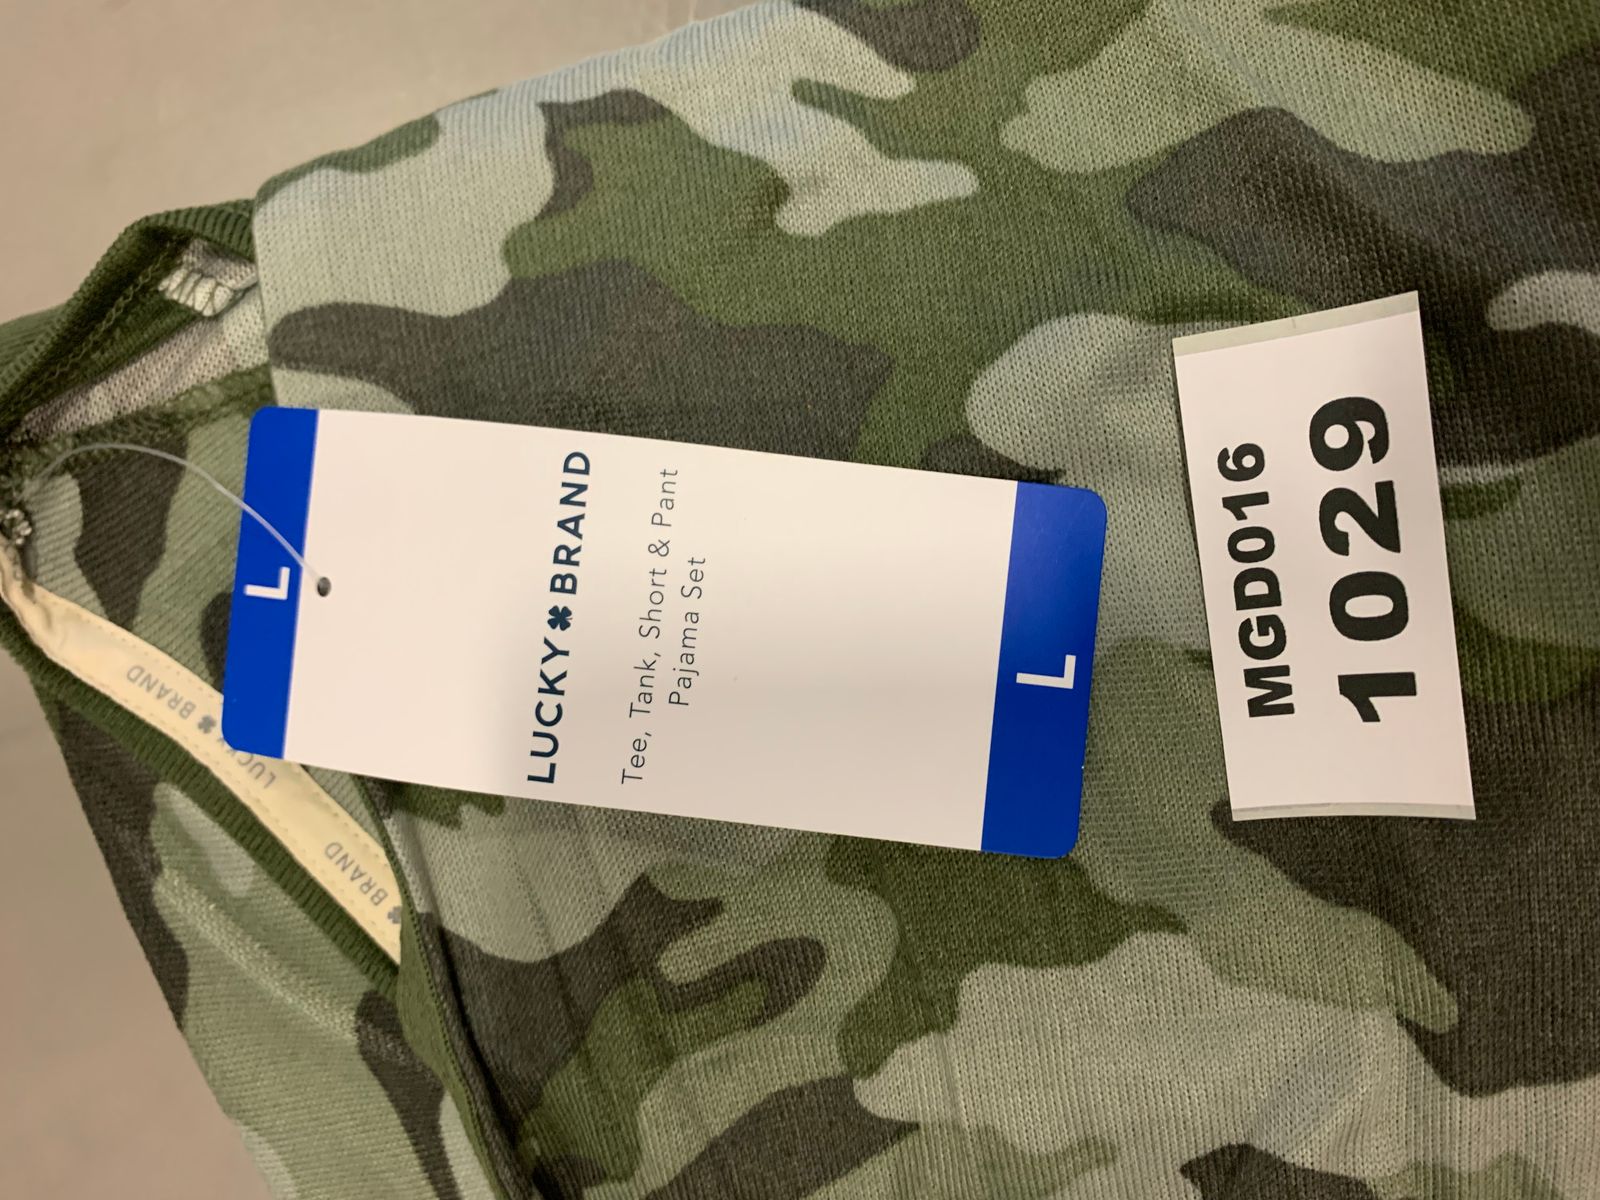 L
LUCKY BRAND
Tee, Tank, Short & Pant
Pajama Set
L
MGD016
1029
LUCKY BRAND
BRAND